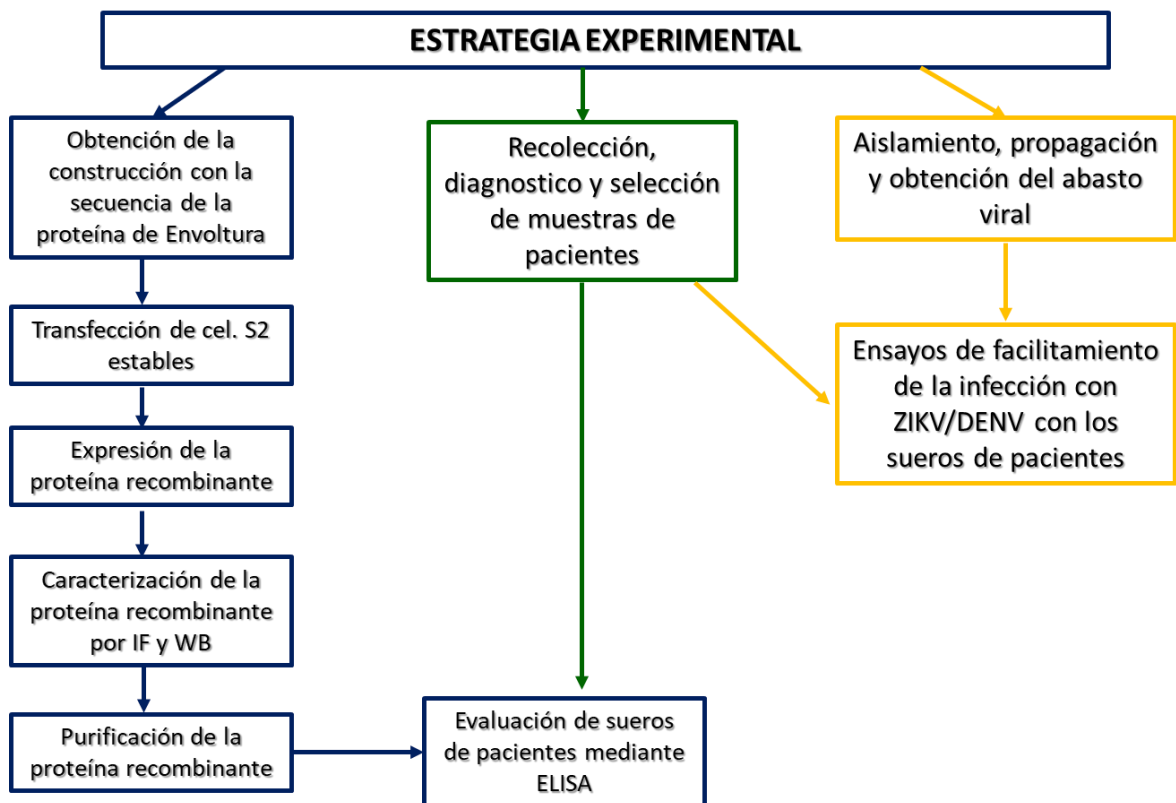 ESTRATEGIA EXPERIMENTAL
Obtención de la
construcción con la
secuencia de la
proteína de Envoltura
Transfección de cel. S2
estables
Expresión de la
proteína recombinante
Caracterización de la
proteína recombinante
por IF y WB
Purificación de la
proteína recombinante
Recolección,
diagnostico y selección
de muestras de
pacientes
Evaluación de sueros
de pacientes mediante
ELISA
Aislamiento, propagación
y obtención del abasto
viral
Ensayos de facilitamiento
de la infección con
ZIKV/DENV con los
sueros de pacientes